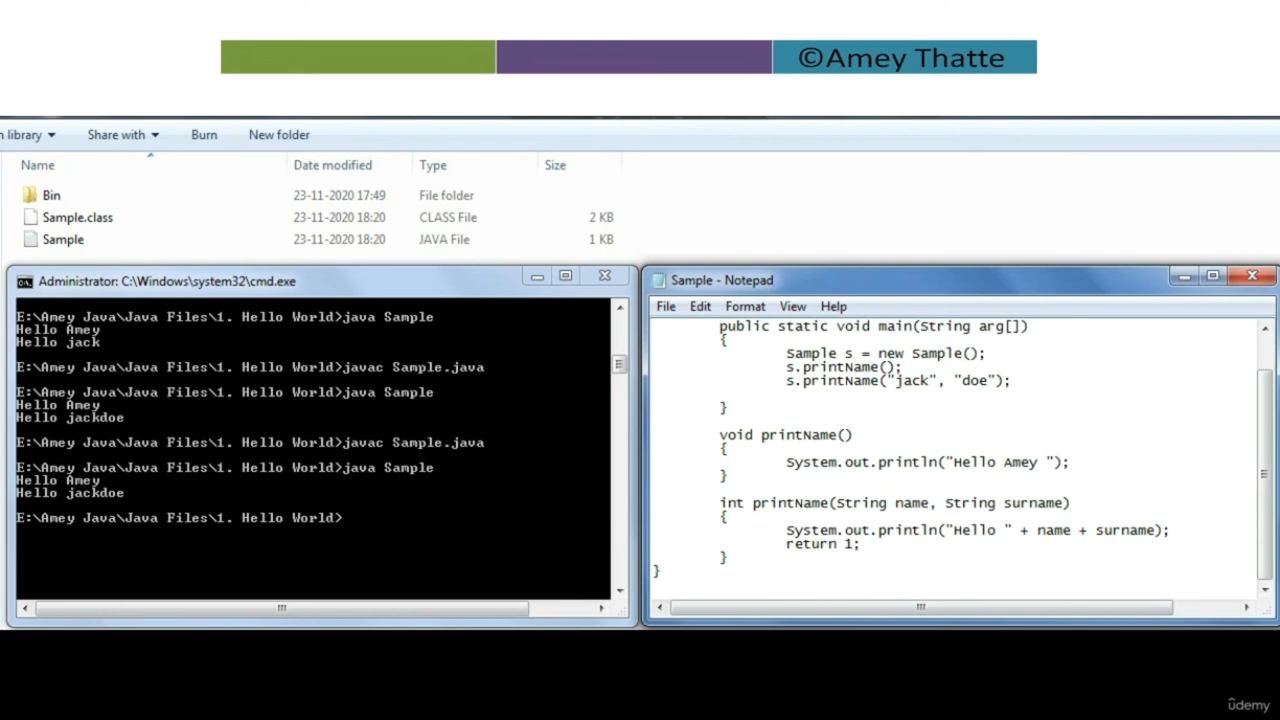 ©Amey Thatte
n library Share with Burn New folder
Name Date modified Type Size
Bin 23-11-2020 17:49 File folder
Sample.class 23-11-2020 18:20 CLASS File 2 KB
Sample 23-11-2020 18:20 JAVA File 1 KB
Administrator: C:\Windows\system32\cmd.exe
E:\Amey Java\Java Files\1. Hello World>java Sample
Hello Amey
Hello jack
E:\Amey Java\Java Files\1. Hello World>javac Sample.java
E:\Amey Java\Java Files\1. Hello World>java Sample
Hello Amey
Hello jackdoe
E:\Amey Java\Java Files\1. Hello World>javac Sample.java
E:\Amey Java\Java Files\1. Hello World>java Sample
Hello Amey
Hello jackdoe
E:\Amey Java\Java Files\1. Hello World>
Sample - Notepad
File Edit Format View Help
public static void main(String arg[])
{
Sample s = new Sample();
s.printName();
s.printName("jack", "doe");
}
void printName()
{
System.out.println("Hello Amey ");
}
int printName(String name, String surname)
{
System.out.println("Hello " + name + surname);
return 1;
}
}
ûdemy